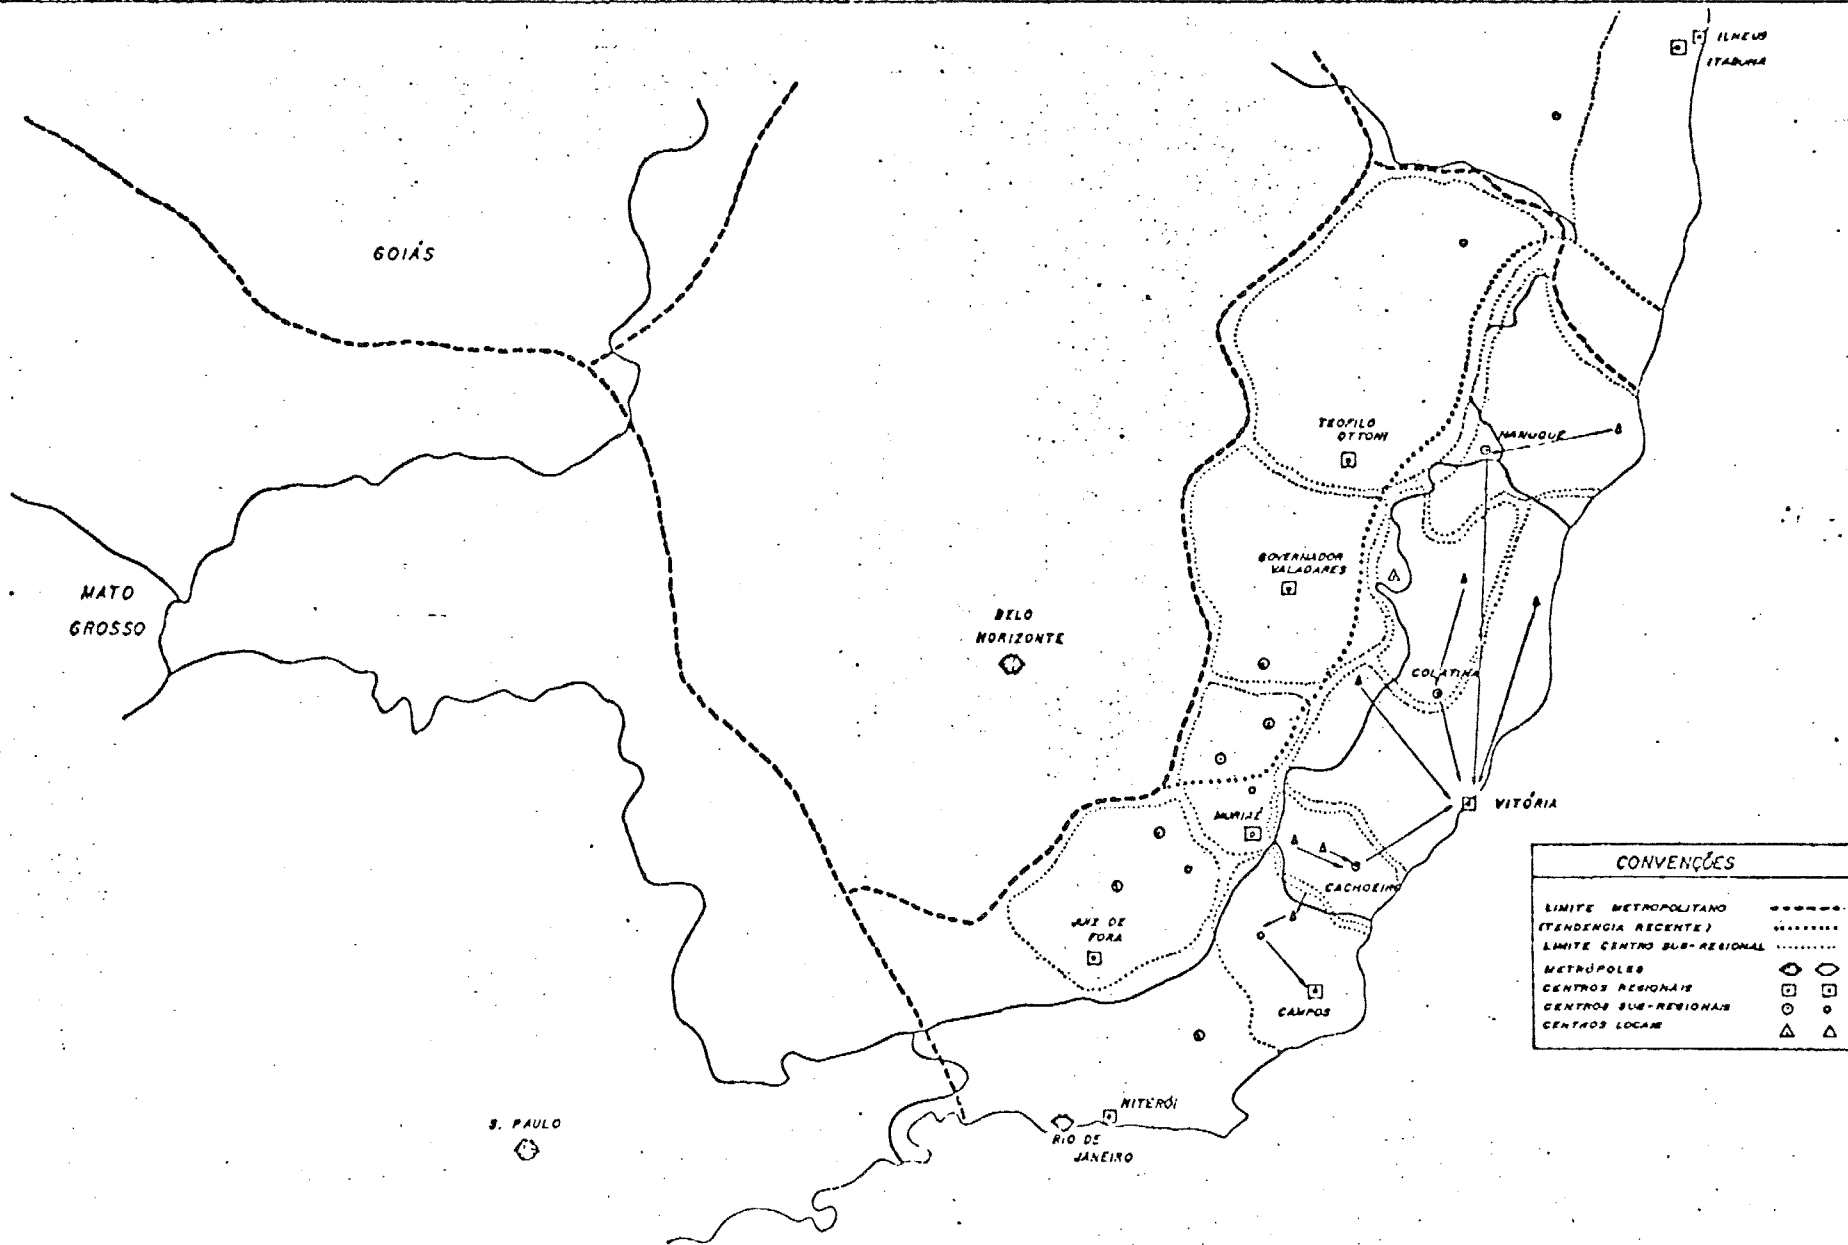 ILHEUS
ITABUNA
GOIÁS
TEOFILO
OTTONI
NANUQUE
GOVERNADOR
VALADARES
MATO
GROSSO
BELO
HORIZONTE
COLATINA
VITÓRIA
MURIAÉ
CACHOEIRO
JUIZ DE
FORA
CAMPOS
NITERÓI
S. PAULO
RIO DE
JANEIRO
CONVENÇÕES
LIMITE METROPOLITANO
(TENDENCIA RECENTE)
LIMITE CENTRO SUB-REGIONAL
METRÓPOLES
CENTROS REGIONAIS
CENTROS SUB-REGIONAIS
CENTROS LOCAIS